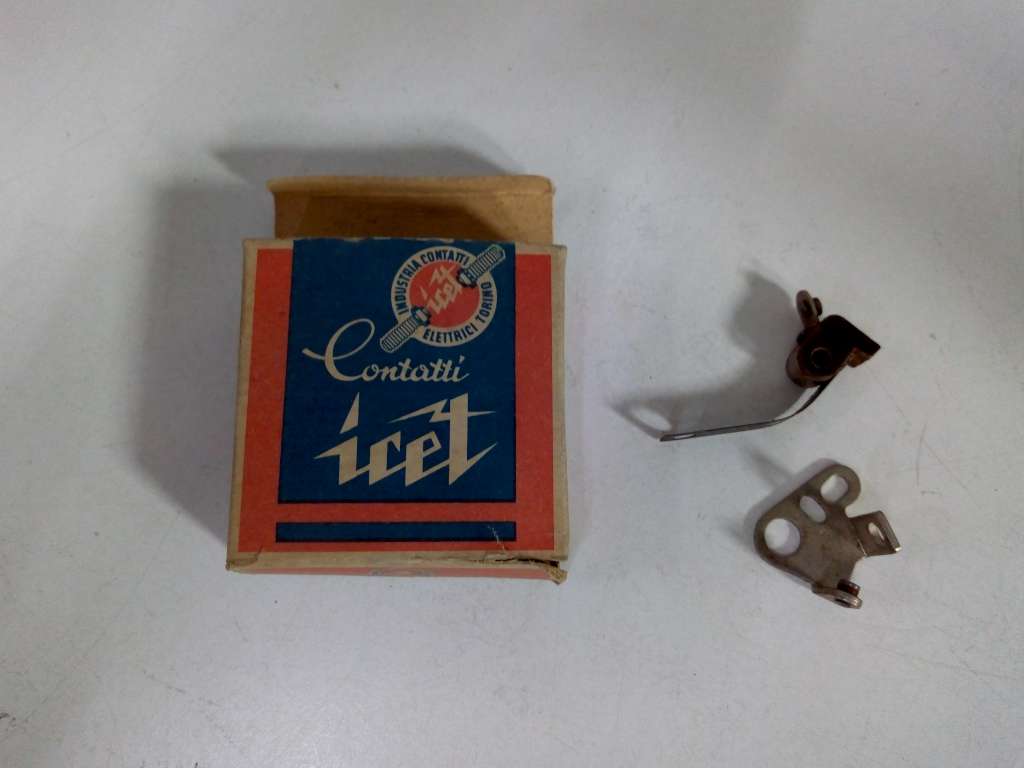 INDUSTRIA CONTATTI
icet
ELETTRICI TORINO
Contatti
icet